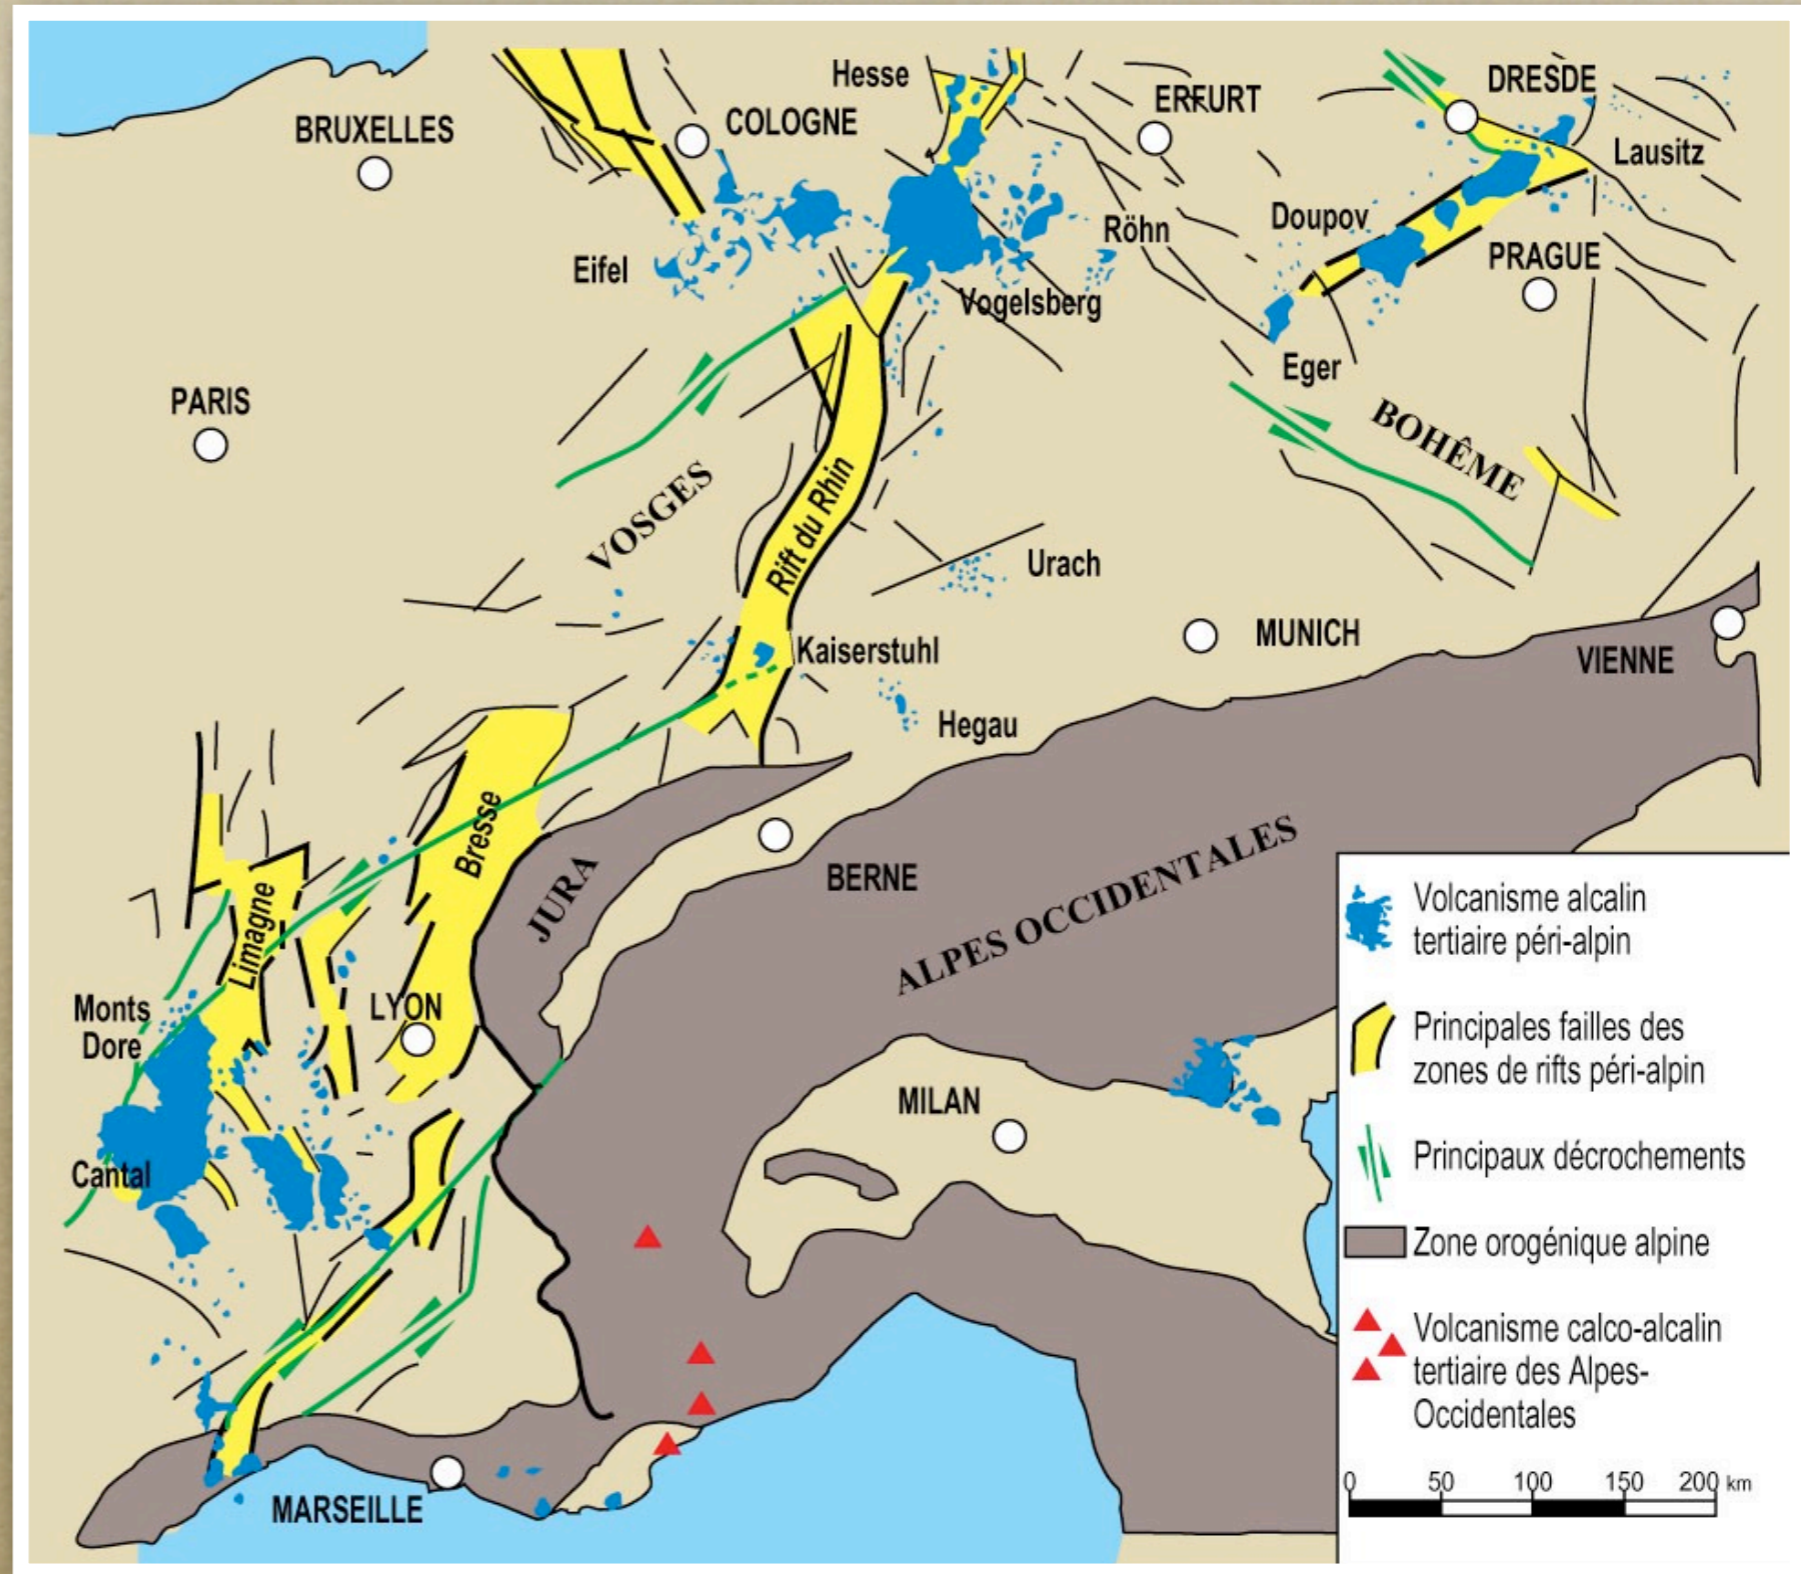 Hesse
DRESDE
ERFURT
COLOGNE
BRUXELLES
Lausitz
Doupov
Röhn
PRAGUE
Eifel
Vogelsberg
Eger
PARIS
BOHÊME
VOSGES
Rift du Rhin
Urach
MUNICH
Kaiserstuhl
VIENNE
Hegau
Bresse
JURA
BERNE
ALPES OCCIDENTALES
Limagne
Monts
Dore
LYON
MILAN
Cantal
MARSEILLE
Volcanisme alcalin
tertiaire péri-alpin
Principales failles des
zones de rifts péri-alpin
Principaux décrochements
Zone orogénique alpine
Volcanisme calco-alcalin
tertiaire des Alpes-
Occidentales
0 50 100 150 200 km